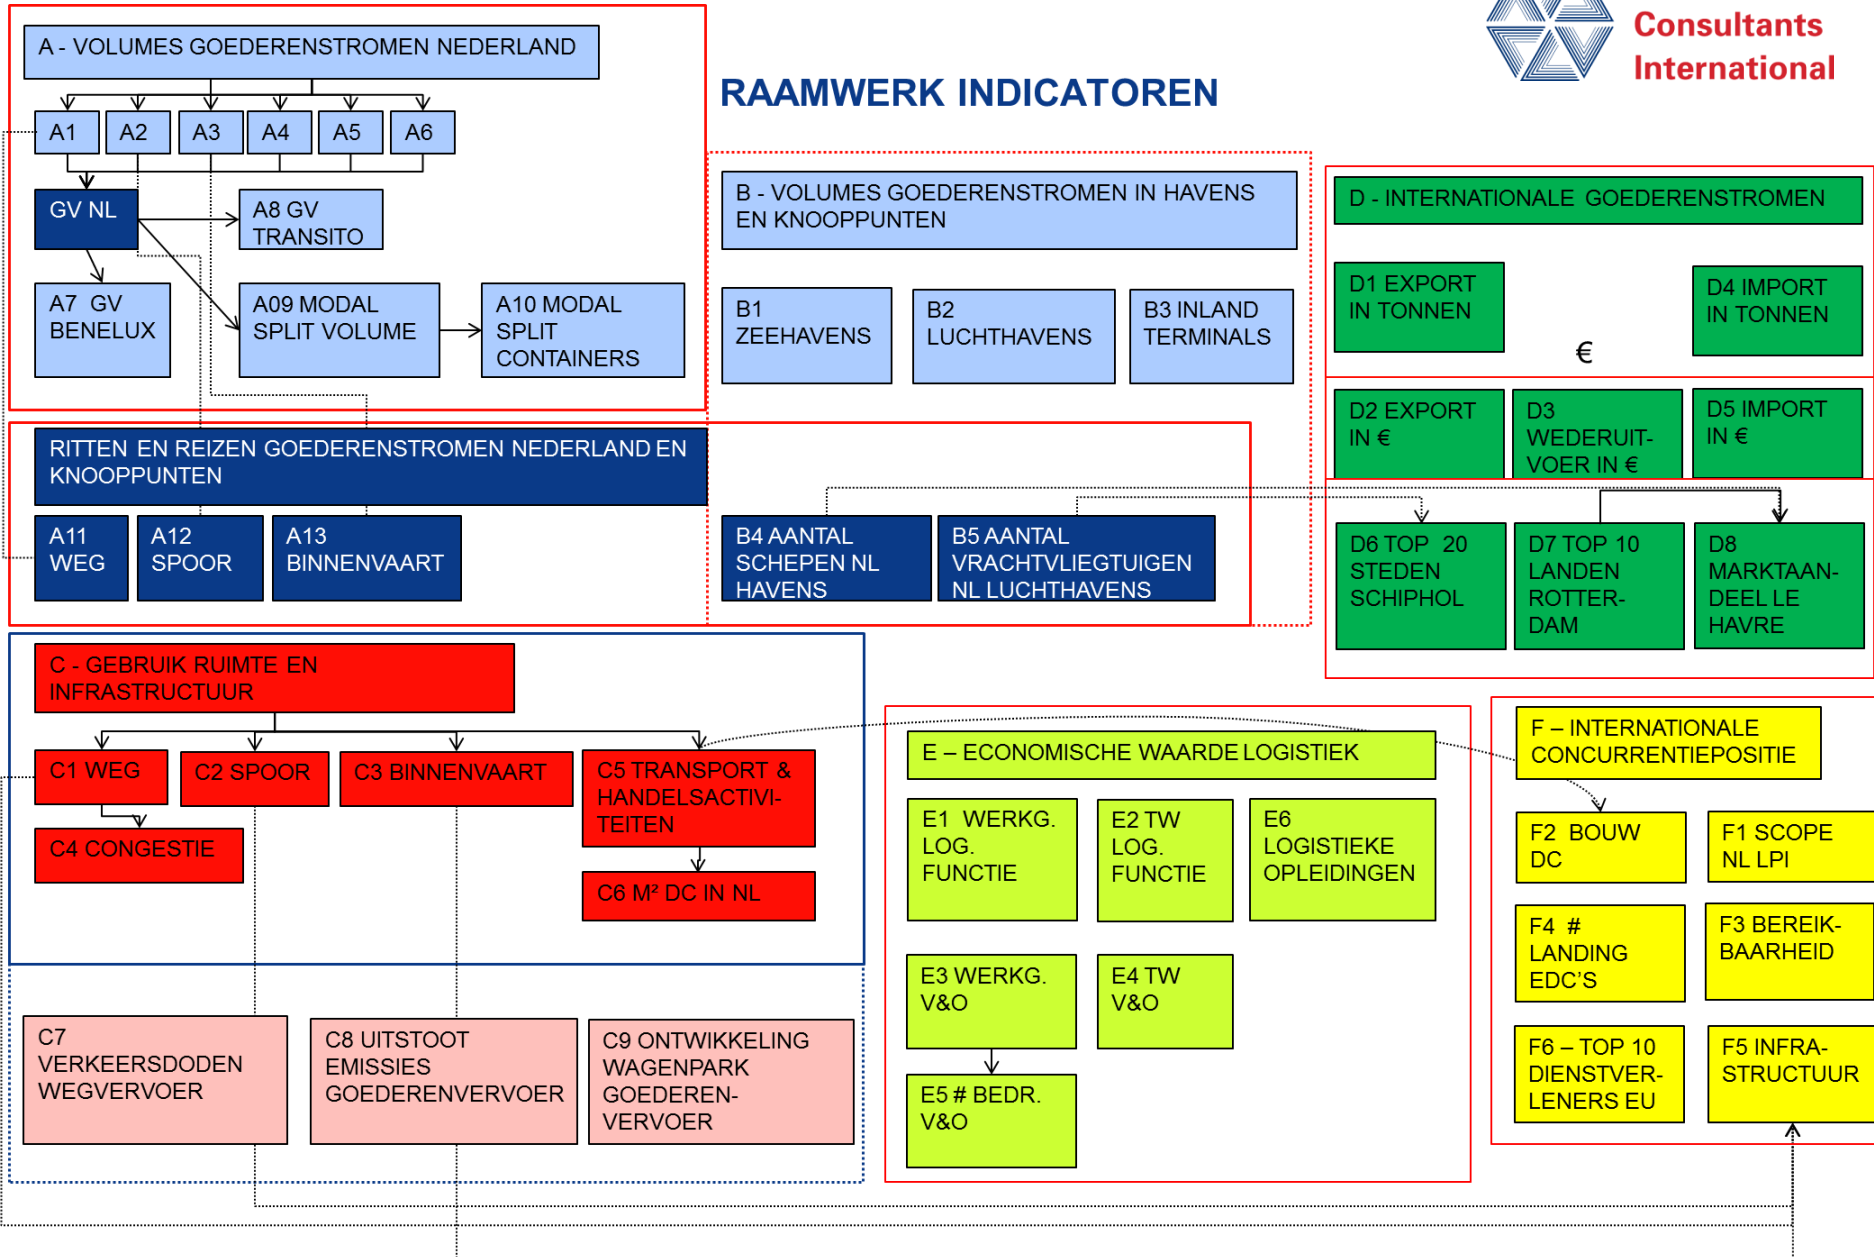 Consultants
International
RAAMWERK INDICATOREN
A - VOLUMES GOEDERENSTROMEN NEDERLAND
A1
A2
A3
A4
A5
A6
GV NL
A8 GV
TRANSITO
A7 GV
BENELUX
A09 MODAL
SPLIT VOLUME
A10 MODAL
SPLIT
CONTAINERS
B - VOLUMES GOEDERENSTROMEN IN HAVENS
EN KNOOPPUNTEN
B1
ZEEHAVENS
B2
LUCHTHAVENS
B3 INLAND
TERMINALS
D - INTERNATIONALE GOEDERENSTROMEN
D1 EXPORT
IN TONNEN
D4 IMPORT
IN TONNEN
€
D2 EXPORT
IN €
D3
WEDERUIT-
VOER IN €
D5 IMPORT
IN €
RITTEN EN REIZEN GOEDERENSTROMEN NEDERLAND EN
KNOOPPUNTEN
A11
WEG
A12
SPOOR
A13
BINNENVAART
B4 AANTAL
SCHEPEN NL
HAVENS
B5 AANTAL
VRACHTVLIEGTUIGEN
NL LUCHTHAVENS
D6 TOP 20
STEDEN
SCHIPHOL
D7 TOP 10
LANDEN
ROTTER-
DAM
D8
MARKTAAN-
DEEL LE
HAVRE
C - GEBRUIK RUIMTE EN
INFRASTRUCTUUR
C1 WEG
C2 SPOOR
C3 BINNENVAART
C5 TRANSPORT &
HANDELSACTIVI-
TEITEN
C4 CONGESTIE
C6 M² DC IN NL
C7
VERKEERSDODEN
WEGVERVOER
C8 UITSTOOT
EMISSIES
GOEDERENVERVOER
C9 ONTWIKKELING
WAGENPARK
GOEDEREN-
VERVOER
E – ECONOMISCHE WAARDE LOGISTIEK
E1 WERKG.
LOG.
FUNCTIE
E2 TW
LOG.
FUNCTIE
E6
LOGISTIEKE
OPLEIDINGEN
E3 WERKG.
V&O
E4 TW
V&O
E5 # BEDR.
V&O
F – INTERNATIONALE
CONCURRENTIEPOSITIE
F2 BOUW
DC
F1 SCOPE
NL LPI
F4 #
LANDING
EDC'S
F3 BEREIK-
BAARHEID
F6 – TOP 10
DIENSTVER-
LENERS EU
F5 INFRA-
STRUCTUUR